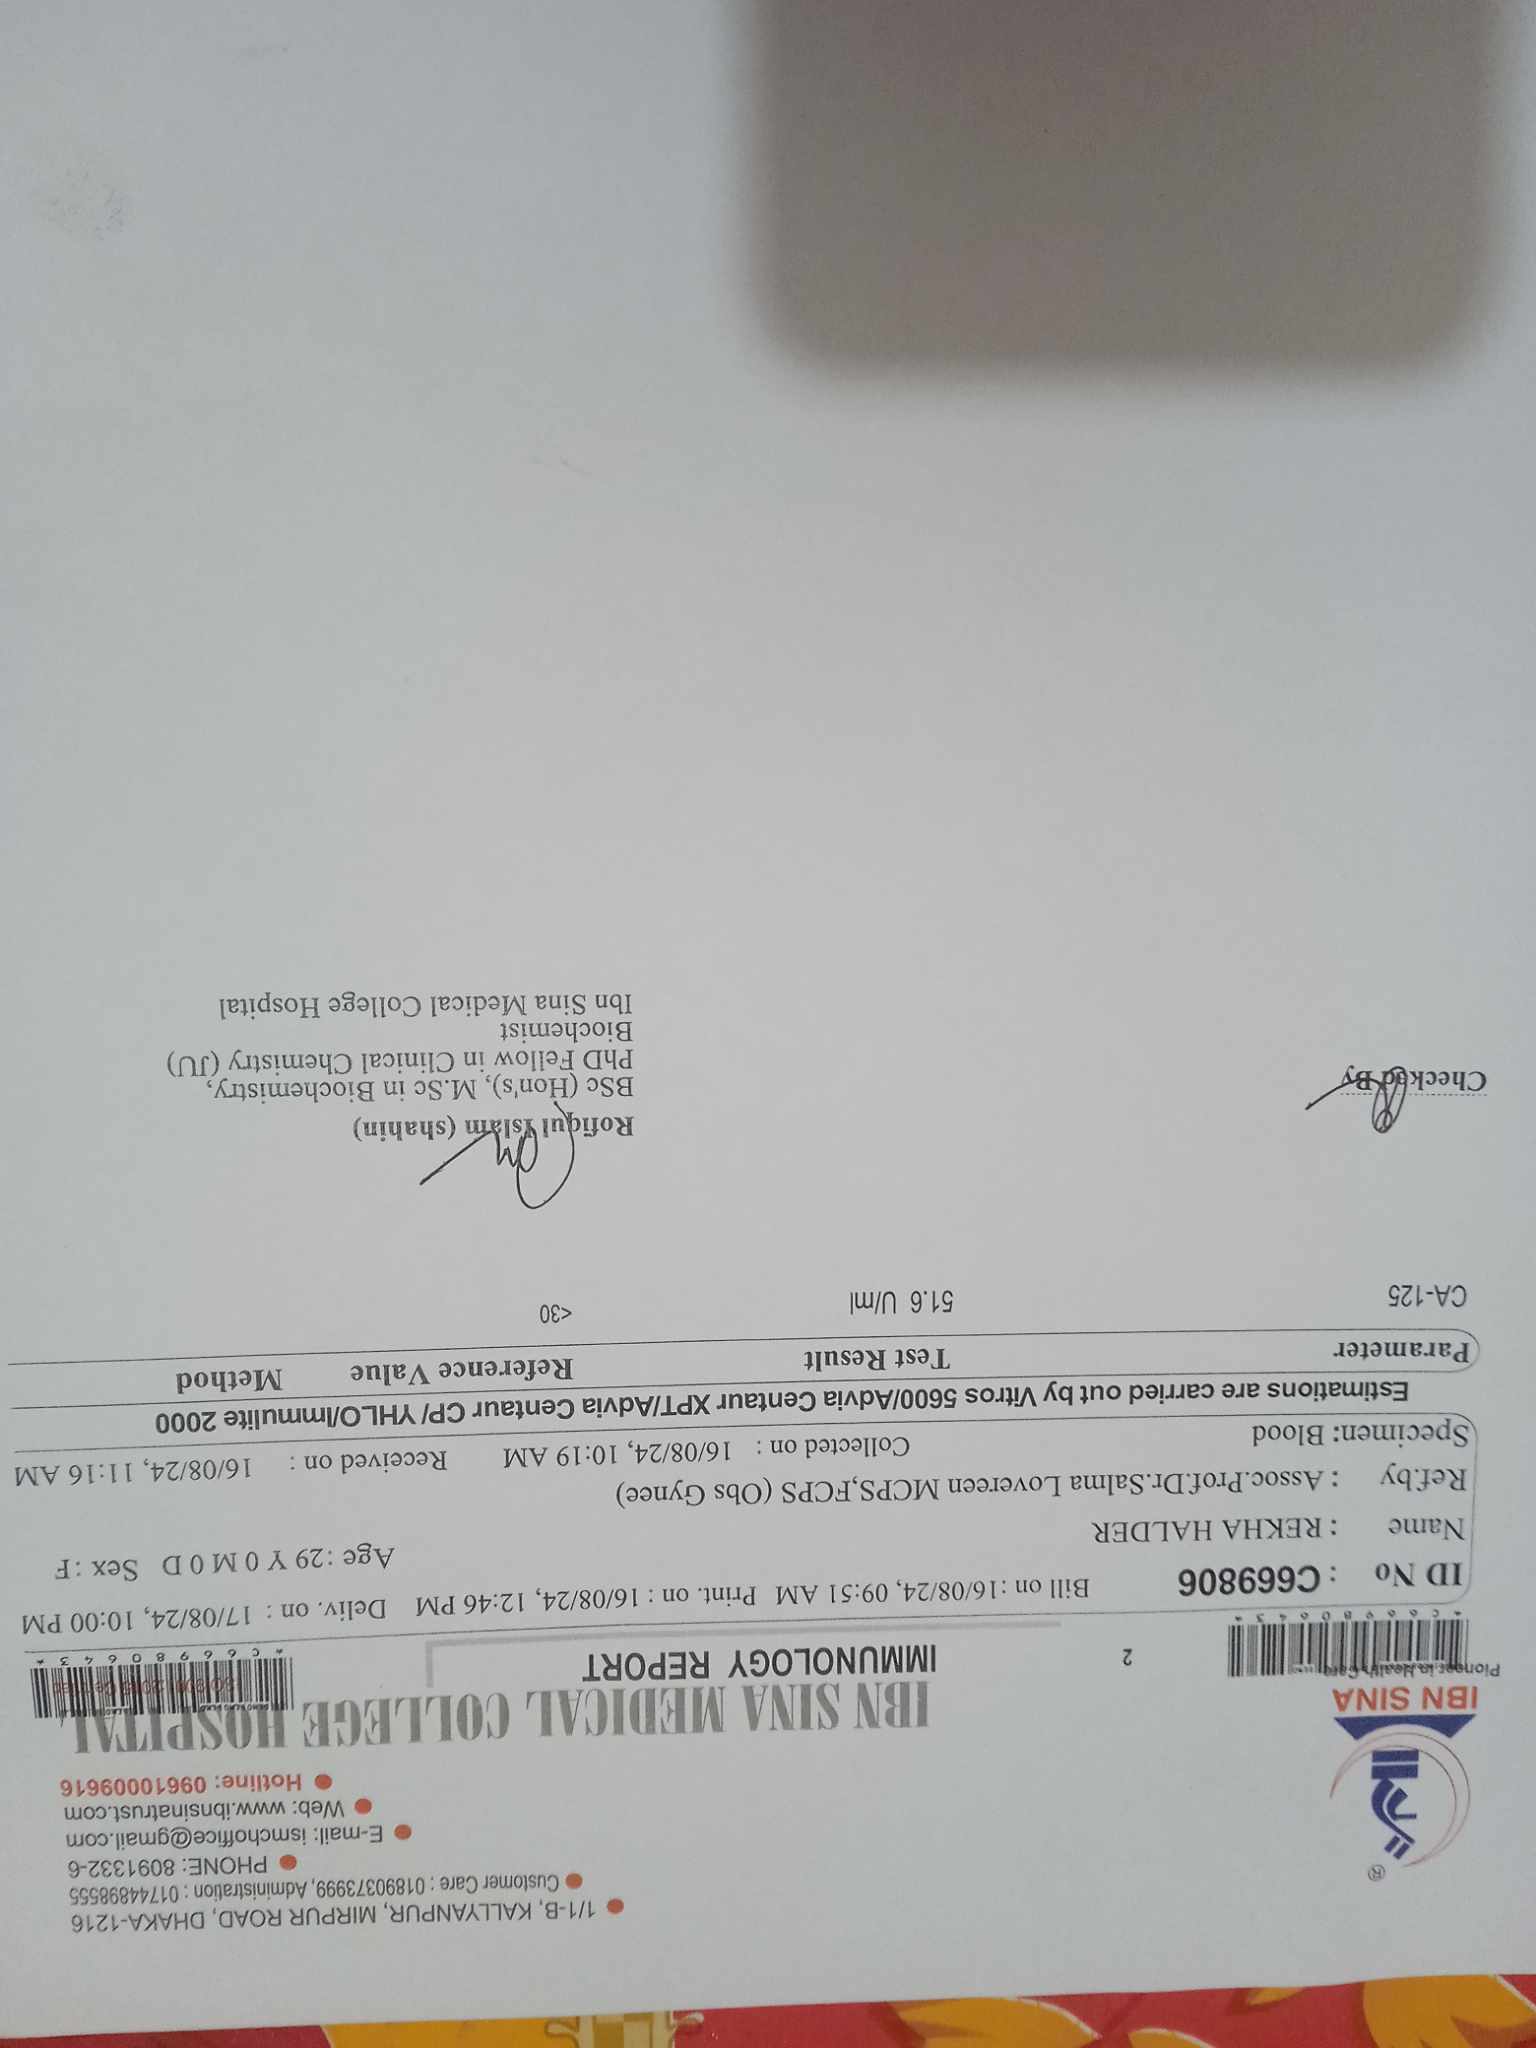 1/1-B, KALLYANPUR, MIRPUR ROAD, DHAKA-1216
Customer Care : 01890373999, Administration : 01744898555
PHONE: 8091332-6
E-mail: ismchoffice@gmail.com
Web: www.ibnsinatrust.com
Hotline: 09610009616
®
IBN SINA
Pioneer in Health Care
IBN SINA MEDICAL COLLEGE HOSPITAL
2
IMMUNOLOGY REPORT
*C66980643*
*C66980643*
ID No : C669806
Bill on :16/08/24, 09:51 AM Print. on : 16/08/24, 12:46 PM Deliv. on : 17/08/24, 10:00 PM
Name : REKHA HALDER
Age :29 Y 0 M 0 D Sex :F
Ref.by : Assoc.Prof.Dr.Salma Lovereen MCPS,FCPS (Obs Gynee)
Specimen: Blood Collected on : 16/08/24, 10:19 AM Received on : 16/08/24, 11:16 AM
Estimations are carried out by Vitros 5600/Advia Centaur XPT/Advia Centaur CP/ YHLO/Immulite 2000
Parameter Test Result Reference Value Method
CA-125 51.6 U/ml <30
Checked By
Rofiqul Islam (shahin)
BSc (Hon's), M.Sc in Biochemistry,
PhD Fellow in Clinical Chemistry (JU)
Biochemist
Ibn Sina Medical College Hospital